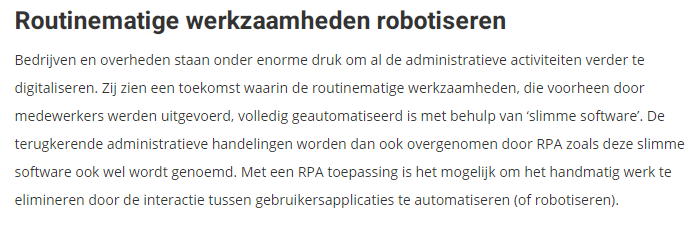 Routinematige werkzaamheden robotiseren
Bedrijven en overheden staan onder enorme druk om al de administratieve activiteiten verder te
digitaliseren. Zij zien een toekomst waarin de routinematige werkzaamheden, die voorheen door
medewerkers werden uitgevoerd, volledig geautomatiseerd is met behulp van ‘slimme software’. De
terugkerende administratieve handelingen worden dan ook overgenomen door RPA zoals deze slimme
software ook wel wordt genoemd. Met een RPA toepassing is het mogelijk om het handmatig werk te
elimineren door de interactie tussen gebruikersapplicaties te automatiseren (of robotiseren).